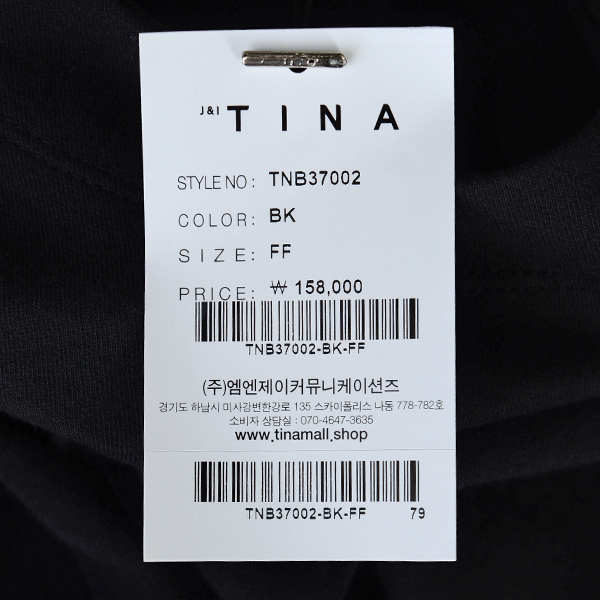 J&I TINA
STYLE NO : TNB37002
COLOR: BK
SIZE: FF
PRICE: ₩ 158,000
TNB37002-BK-FF
(주)엠엔제이커뮤니케이션즈
경기도 하남시 미사강변한강로 135 스카이폴리스 나동 778-782호
소비자 상담실 : 070-4647-3635
www.tinamall.shop
TNB37002-BK-FF 79